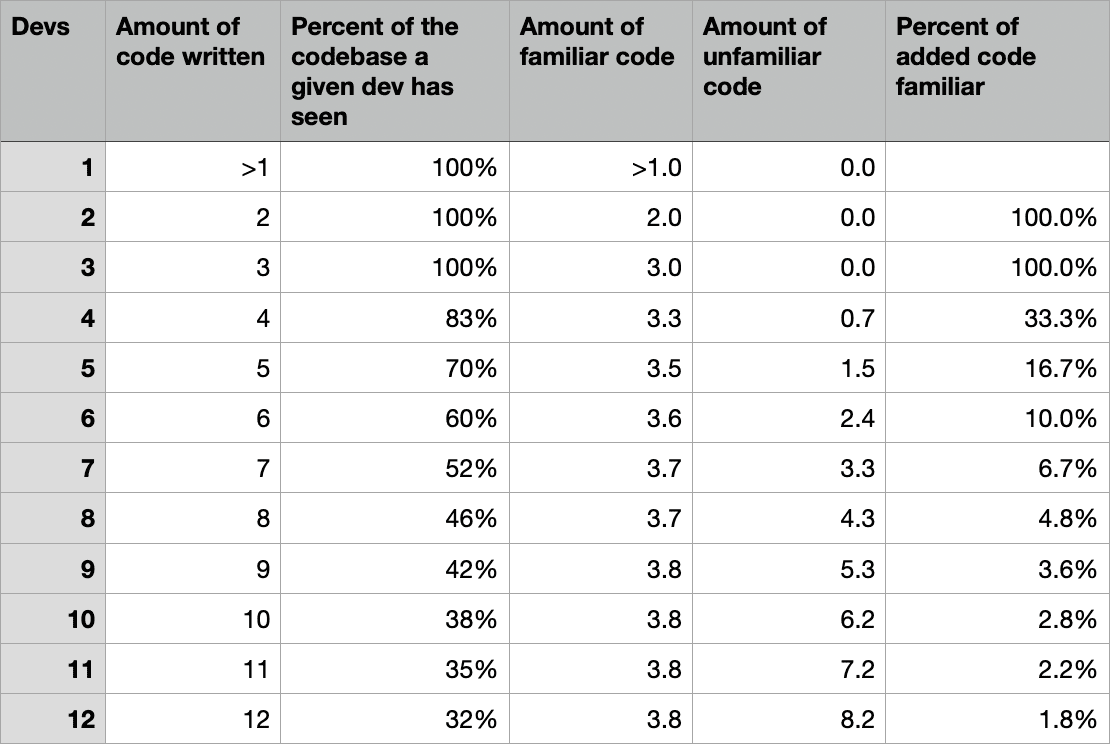 Devs Amount of code written Percent of the codebase a given dev has seen Amount of familiar code Amount of unfamiliar code Percent of added code familiar
1 >1 100% >1.0 0.0
2 2 100% 2.0 0.0 100.0%
3 3 100% 3.0 0.0 100.0%
4 4 83% 3.3 0.7 33.3%
5 5 70% 3.5 1.5 16.7%
6 6 60% 3.6 2.4 10.0%
7 7 52% 3.7 3.3 6.7%
8 8 46% 3.7 4.3 4.8%
9 9 42% 3.8 5.3 3.6%
10 10 38% 3.8 6.2 2.8%
11 11 35% 3.8 7.2 2.2%
12 12 32% 3.8 8.2 1.8%